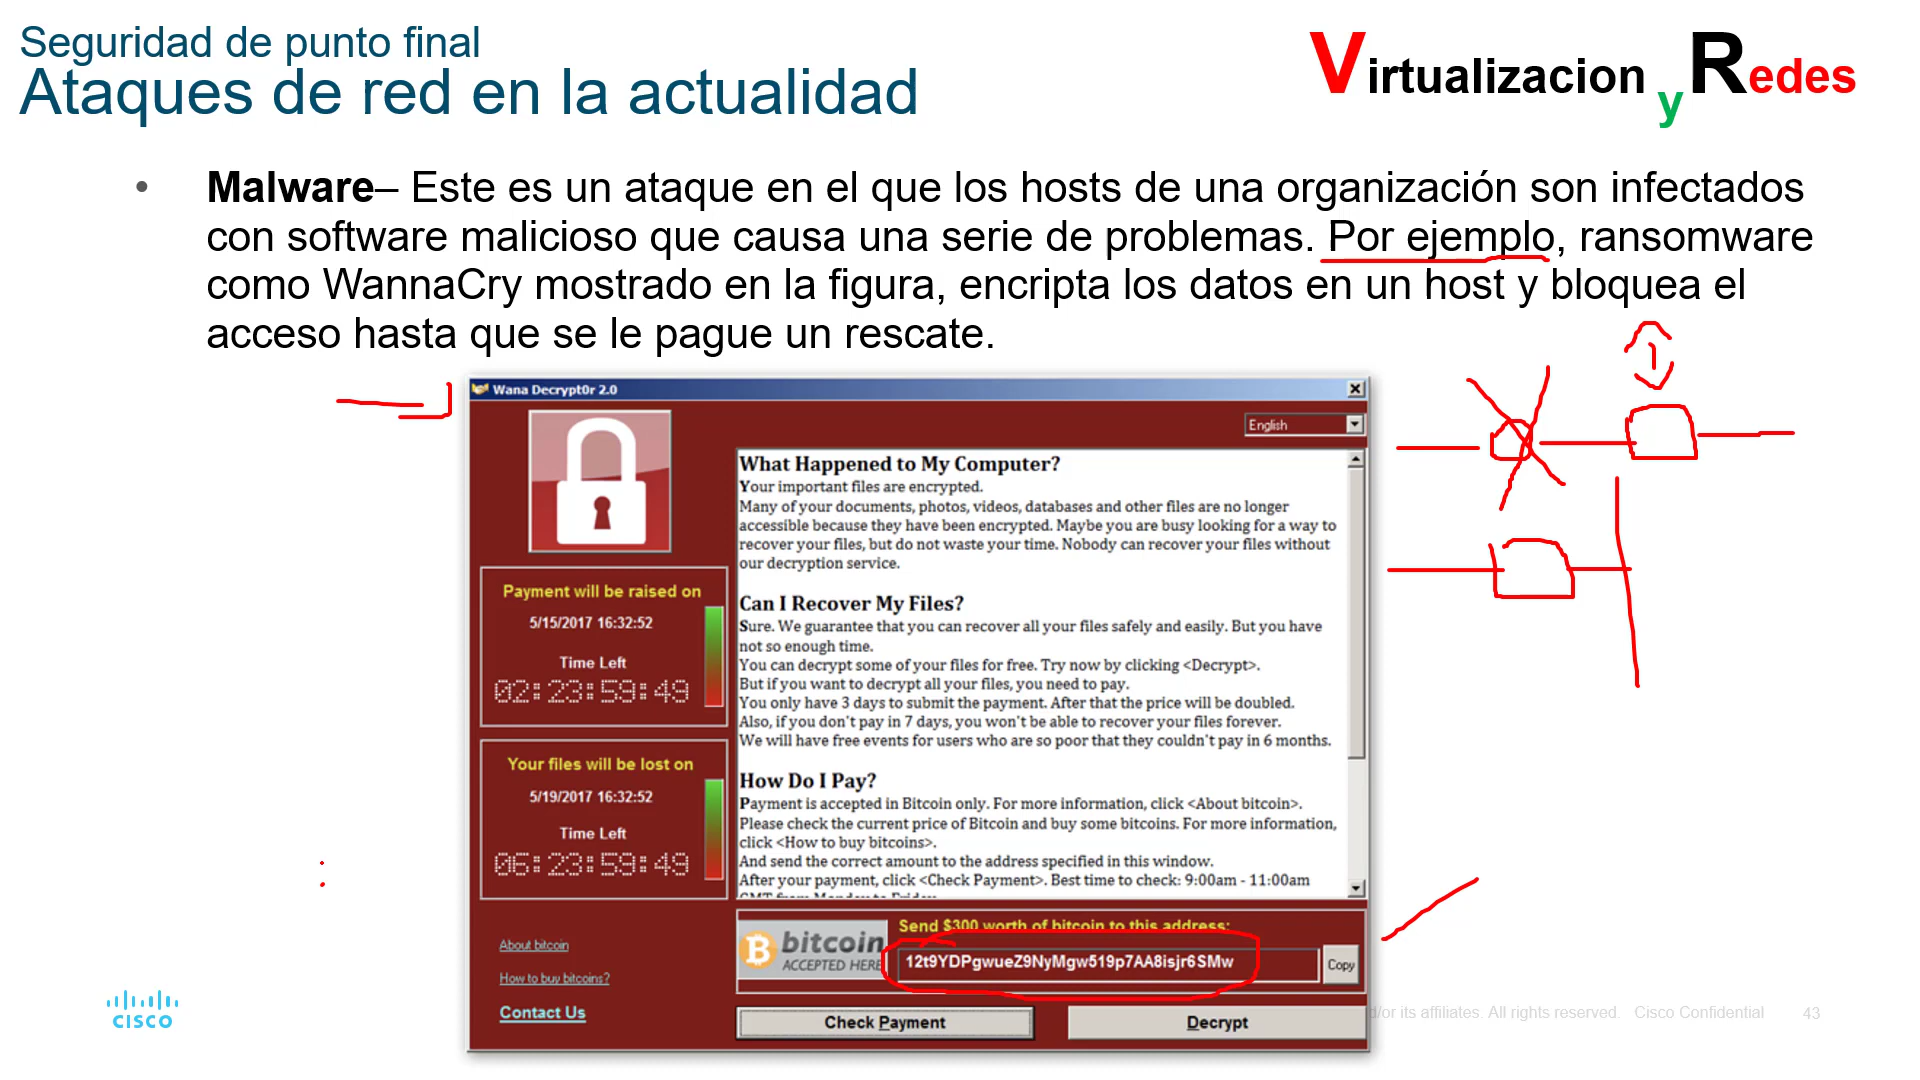 Seguridad de punto final
Ataques de red en la actualidad
Virtualizacion y Redes
• Malware– Este es un ataque en el que los hosts de una organización son infectados
con software malicioso que causa una serie de problemas. Por ejemplo, ransomware
como WannaCry mostrado en la figura, encripta los datos en un host y bloquea el
acceso hasta que se le pague un rescate.
Wana Decrypt0r 2.0
English
What Happened to My Computer?
Your important files are encrypted.
Many of your documents, photos, videos, databases and other files are no longer
accessible because they have been encrypted. Maybe you are busy looking for a way to
recover your files, but do not waste your time. Nobody can recover your files without
our decryption service.
Can I Recover My Files?
Sure. We guarantee that you can recover all your files safely and easily. But you have
not so enough time.
You can decrypt some of your files for free. Try now by clicking <Decrypt>.
But if you want to decrypt all your files, you need to pay.
You only have 3 days to submit the payment. After that the price will be doubled.
Also, if you don't pay in 7 days, you won't be able to recover your files forever.
We will have free events for users who are so poor that they couldn't pay in 6 months.
How Do I Pay?
Payment is accepted in Bitcoin only. For more information, click <About bitcoin>.
Please check the current price of Bitcoin and buy some bitcoins. For more information,
click <How to buy bitcoins>.
And send the correct amount to the address specified in this window.
After your payment, click <Check Payment>. Best time to check: 9:00am - 11:00am
GMT from Monday to Friday
Payment will be raised on
5/15/2017 16:32:52
Time Left
02:23:59:49
Your files will be lost on
5/19/2017 16:32:52
Time Left
06:23:59:49
About bitcoin
How to buy bitcoins?
Contact Us
bitcoin
ACCEPTED HERE
Send $300 worth of bitcoin to this address:
12t9YDPgwueZ9NyMgw519p7AA8isjr6SMw
Copy
Check Payment
Decrypt
CISCO
d/or its affiliates. All rights reserved. Cisco Confidential
43